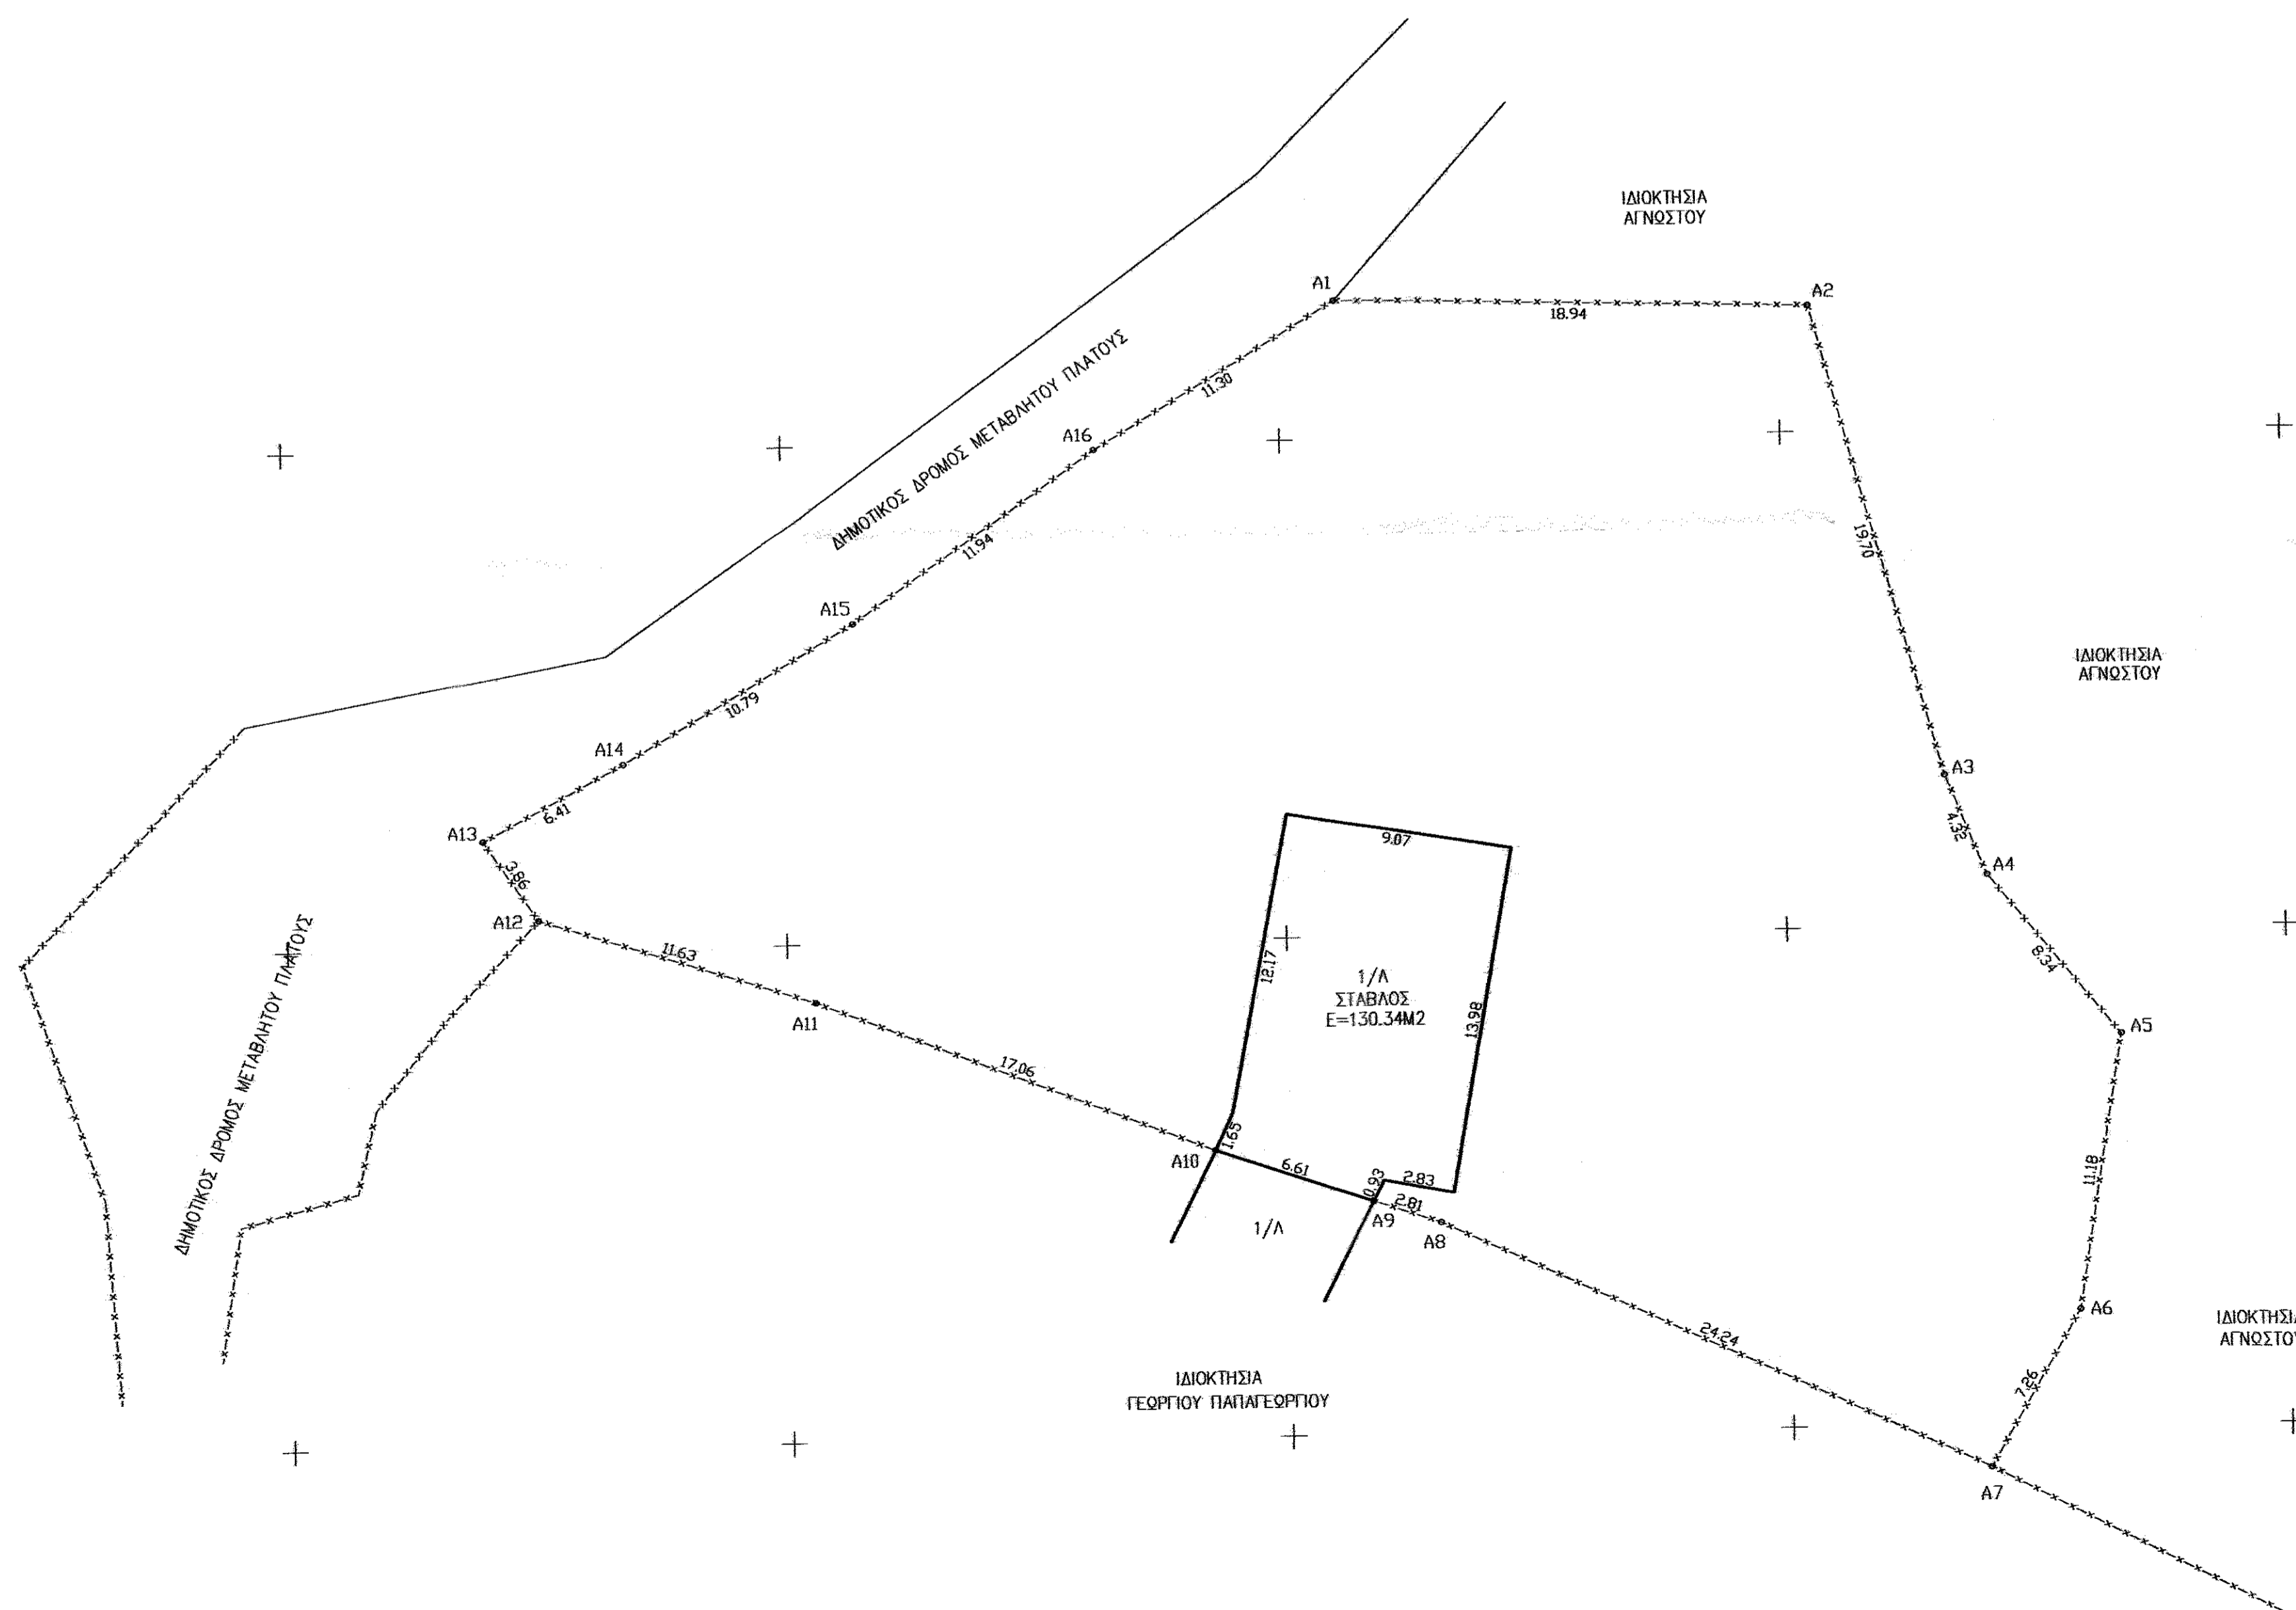 ΙΔΙΟΚΤΗΣΙΑ
ΑΓΝΩΣΤΟΥ
A1
A2
18.94
ΔΗΜΟΤΙΚΟΣ ΔΡΟΜΟΣ ΜΕΤΑΒΛΗΤΟΥ ΠΛΑΤΟΥΣ
11.30
A16
11.94
19.70
A15
ΙΔΙΟΚΤΗΣΙΑ
ΑΓΝΩΣΤΟΥ
10.79
A14
A3
6.41
A13
4.32
9.07
A4
3.86
A12
11.63
8.34
12.17
1/Λ
ΣΤΑΒΛΟΣ
Ε=130.34Μ2
13.98
A11
A5
17.06
ΔΗΜΟΤΙΚΟΣ ΔΡΟΜΟΣ ΜΕΤΑΒΛΗΤΟΥ ΠΛΑΤΟΥΣ
1.65
A10
6.61
0.93
2.83
2.81
11.18
A9
A8
1/Λ
A6
ΙΔΙΟΚΤΗΣΙ
ΑΓΝΩΣΤΟ
24.24
7.26
ΙΔΙΟΚΤΗΣΙΑ
ΓΕΩΡΓΙΟΥ ΠΑΠΑΓΕΩΡΓΙΟΥ
A7